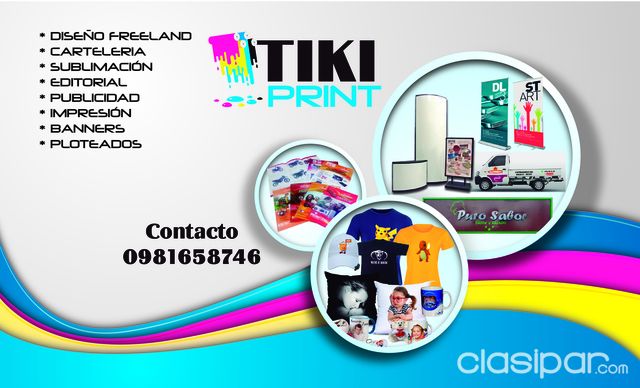 * DISEÑO FREELAND
* CARTELERIA
* SUBLIMACIÓN
* EDITORIAL
* PUBLICIDAD
* IMPRESIÓN
* BANNERS
* PLOTEADOS
TIKI
PRINT
DL
ST
ART
Puro Sabor
Contacto
0981658746
clasipar.com